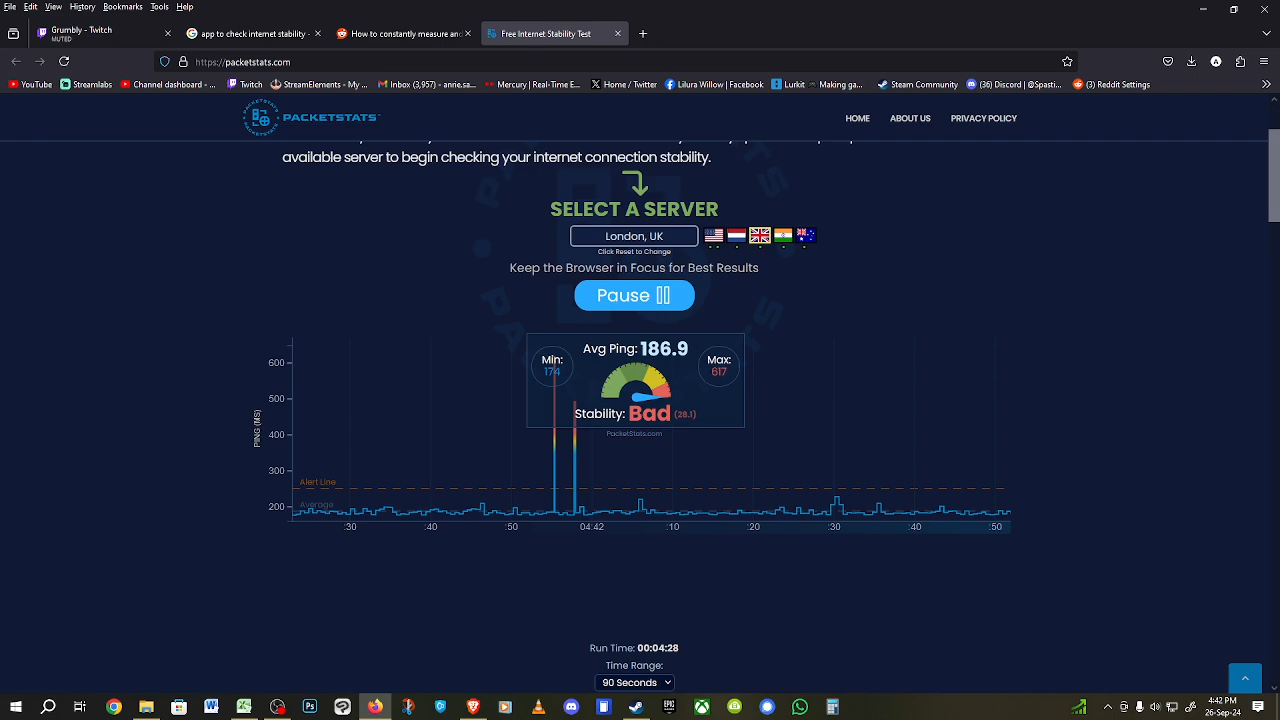 File Edit View History Bookmarks Tools Help
Grumbly - Twitch
MUTED
app to check internet stability -
How to constantly measure and
Free Internet Stability Test
https://packetstats.com
YouTube
Streamlabs
Channel dashboard - ...
Twitch
StreamElements - M...
Inbox (3,957) - annie.sa...
Mercury - Resurrect...
Home / Twitter
Lilura Willow | Facebook
Lurkit
Making ga...
Steam Community
(36) Discord | @Spasti...
Reddit Settings
PACKETSTATS
HOME
ABOUT US
PRIVACY POLICY
available server to begin checking your internet connection stability.
SELECT A SERVER
London, UK
Click Reset to Change
Keep the Browser in Focus for Best Results
Pause
Avg Ping: 186.9
Min:
174
Max:
617
Stability: Bad (28.1)
PacketStats.com
PING (MS)
600
500
400
300
200
Alert Line
Average
:30 :40 :50 04:42 :10 :20 :30 :40 :50
Run Time: 00:04:28
Time Range:
90 Seconds
4:42 PM
26-Sep-24